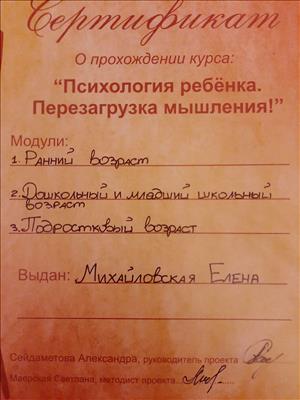 Сертификат
О прохождении курса:
“Психология ребёнка.
Перезагрузка мышления!”
Модули:
1. Ранний возраст
2. Дошкольный и младший школьный
возраст
3. Подростковый возраст
Выдан: Михайловская Елена
Сейдаметова Александра, руководитель проекта
Маерская Светлана, методист проекта